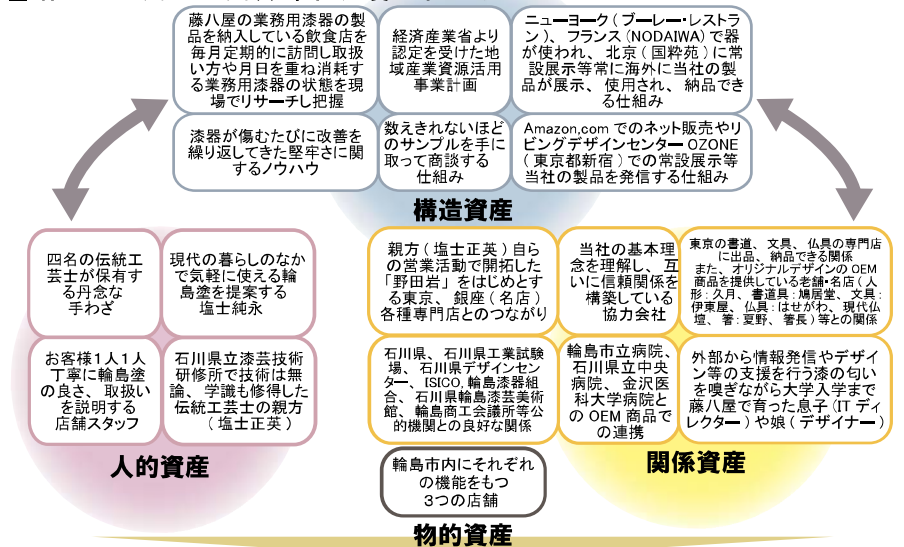 藤八屋の業務用漆器の製
品を納入している飲食店を
毎月定期的に訪問し取扱
い方や月日を重ね消耗す
る業務用漆器の状態を現
場でリサーチし把握
経済産業省より
認定を受けた地
域産業資源活用
事業計画
ニューヨーク(ブーレー・レストラ
ン)、フランス(NODAIWA)で器
が使われ、北京(国粋苑)に常
設展示等常に海外に当社の製
品が展示、使用され、納品でき
る仕組み
漆器が傷むたびに改善を
繰り返してきた堅牢さに関
するノウハウ
数えきれないほど
のサンプルを手に
取って商談する
仕組み
Amazon,com でのネット販売やリ
ビングデザインセンター OZONE
(東京都新宿)での常設展示等
当社の製品を発信する仕組み
構造資産
四名の伝統工
芸士が保有す
る丹念な
手わざ
現代の暮らしのなか
で気軽に使える輪
島塗を提案する
塩士純永
お客様1人1人
丁寧に輪島塗
の良さ、取扱い
を説明する
店舗スタッフ
石川県立漆芸技術
研修所で技術は無
論、学識も修得した
伝統工芸士の親方
(塩士正英)
人的資産
親方(塩士正英)自ら
の営業活動で開拓した
「野田岩」をはじめとす
る東京、銀座(名店)
各種専門店とのつながり
当社の基本理
念を理解し、互
いに信頼関係を
構築している
協力会社
東京の書道、文具、仏具の専門店
に出品、納品できる関係
また、オリジナルデザインの OEM
商品を提供している老舗・名店(人
形:久月、書道具:鳩居堂、文具:
伊東屋、仏具:はせがわ、現代仏
壇、箸:夏野、箸長)等との関係
石川県、石川県工業試験
場、石川県デザインセン
ター、ISICO, 輪島漆器組
合、石川県輪島漆芸美術
館、輪島商工会議所等公
的機関との良好な関係
輪島市立病院、
石川県立中央
病院、金沢医
科大学病院と
の OEM 商品で
の連携
外部から情報発信やデザイ
ン等の支援を行う漆の匂い
を嗅ぎながら大学入学まで
藤八屋で育った息子(IT ディ
レクター)や娘(デザイナー)
関係資産
輪島市内にそれぞれ
の機能をもつ
3つの店舗
物的資産